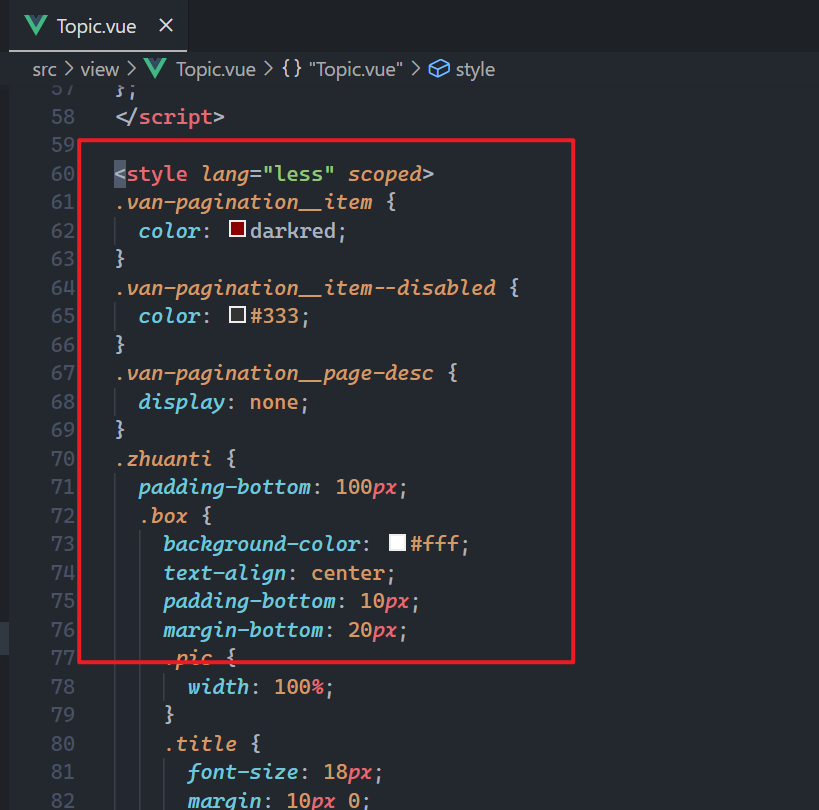 Topic.vue
src > view > Topic.vue > {} "Topic.vue" > style
57 };
58 </script>
59
60 <style lang="less" scoped>
61 .van-pagination__item {
62 color: darkred;
63 }
64 .van-pagination__item--disabled {
65 color: #333;
66 }
67 .van-pagination__page-desc {
68 display: none;
69 }
70 .zhuanti {
71 padding-bottom: 100px;
72 .box {
73 background-color: #fff;
74 text-align: center;
75 padding-bottom: 10px;
76 margin-bottom: 20px;
77 .pic {
78 width: 100%;
79 }
80 .title {
81 font-size: 18px;
82 margin: 10px 0;